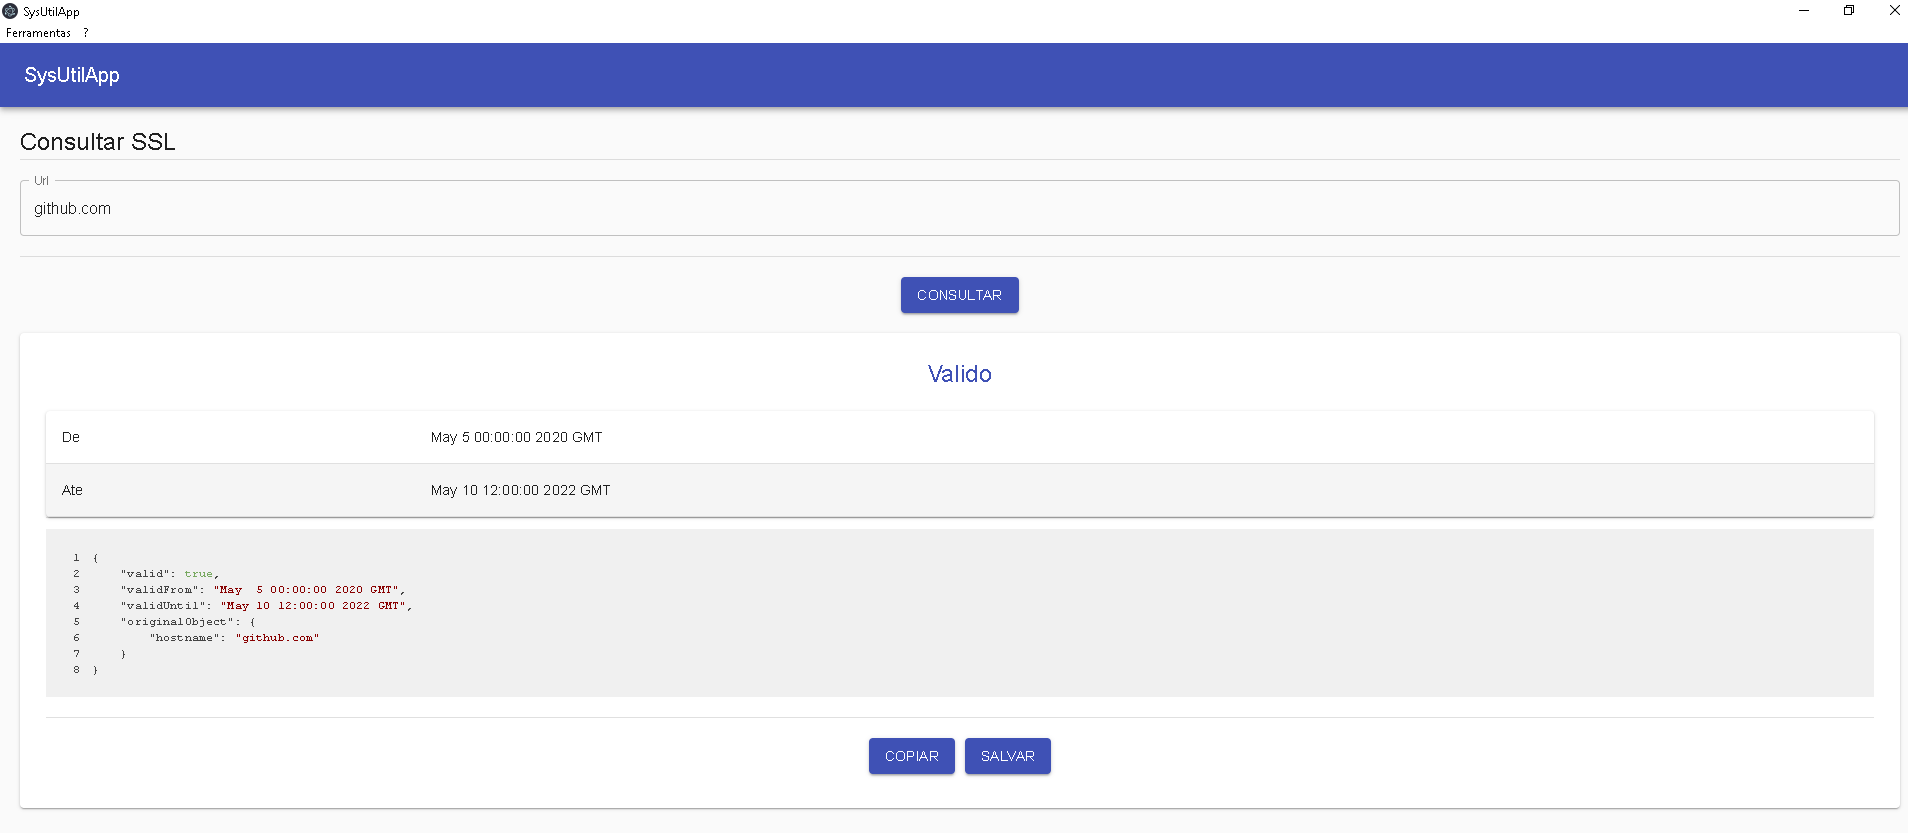 SysUtilApp
Ferramentas ?
SysUtilApp
Consultar SSL
Url
github.com
CONSULTAR
Valido
De May 5 00:00:00 2020 GMT
Ate May 10 12:00:00 2022 GMT
1 {
2 "valid": true,
3 "validFrom": "May  5 00:00:00 2020 GMT",
4 "validUntil": "May 10 12:00:00 2022 GMT",
5 "originalObject": {
6 "hostname": "github.com"
7 }
8 }
COPIAR SALVAR